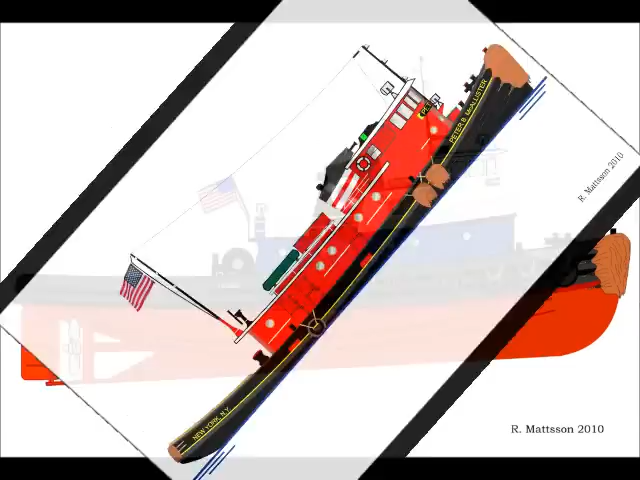 PETER B. McALLISTER
NEW YORK, N.Y.
R. Mattsson 2010
R. Mattsson 2010